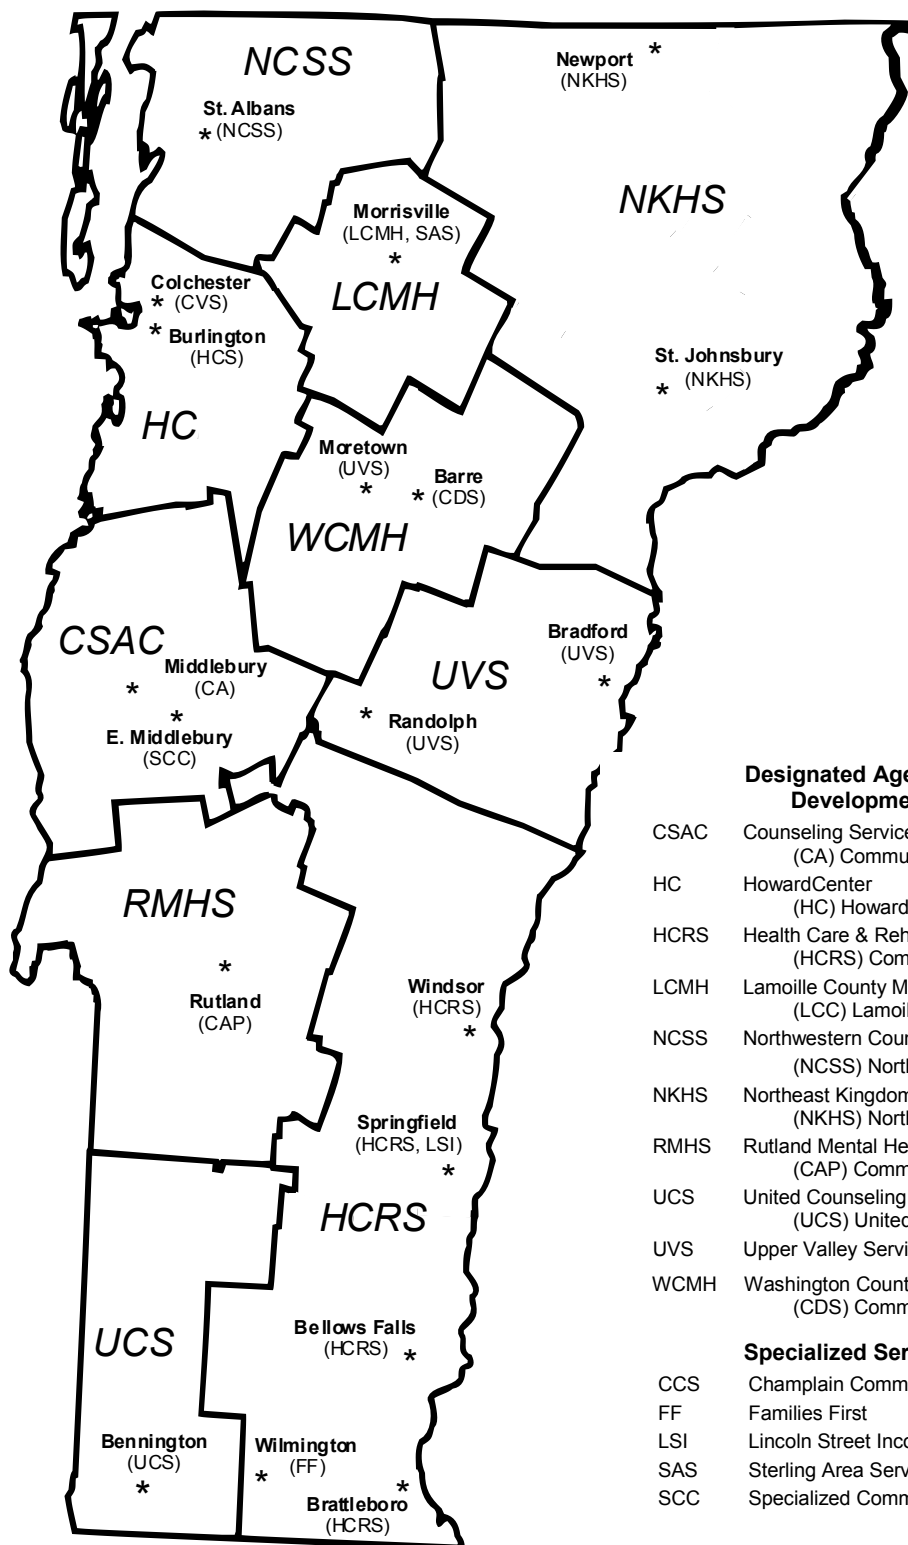 NCSS
St. Albans
* (NCSS)
Newport *
(NKHS)
NKHS
Morrisville
(LCMH, SAS)
*
LCMH
Colchester
* (CVS)
* Burlington
(HCS)
HC
St. Johnsbury
* (NKHS)
Moretown
(UVS)
*
Barre
* (CDS)
WCMH
CSAC
Middlebury
* (CA)
*
E. Middlebury
(SCC)
Bradford
(UVS)
*
UVS
* Randolph
(UVS)
RMHS
*
Rutland
(CAP)
Windsor
(HCRS)
*
Springfield
(HCRS, LSI)
*
HCRS
Bellows Falls
(HCRS) *
UCS
Bennington
(UCS)
*
Wilmington
* (FF)
*
Brattleboro
(HCRS)
Designated Age
Developme
CSAC Counseling Service
(CA) Commu
HC HowardCenter
(HC) Howard
HCRS Health Care & Reh
(HCRS) Com
LCMH Lamoille County M
(LCC) Lamoil
NCSS Northwestern Coun
(NCSS) North
NKHS Northeast Kingdom
(NKHS) North
RMHS Rutland Mental He
(CAP) Comm
UCS United Counseling
(UCS) United
UVS Upper Valley Servi
WCMH Washington Count
(CDS) Comm
Specialized Ser
CCS Champlain Comm
FF Families First
LSI Lincoln Street Inco
SAS Sterling Area Serv
SCC Specialized Comm